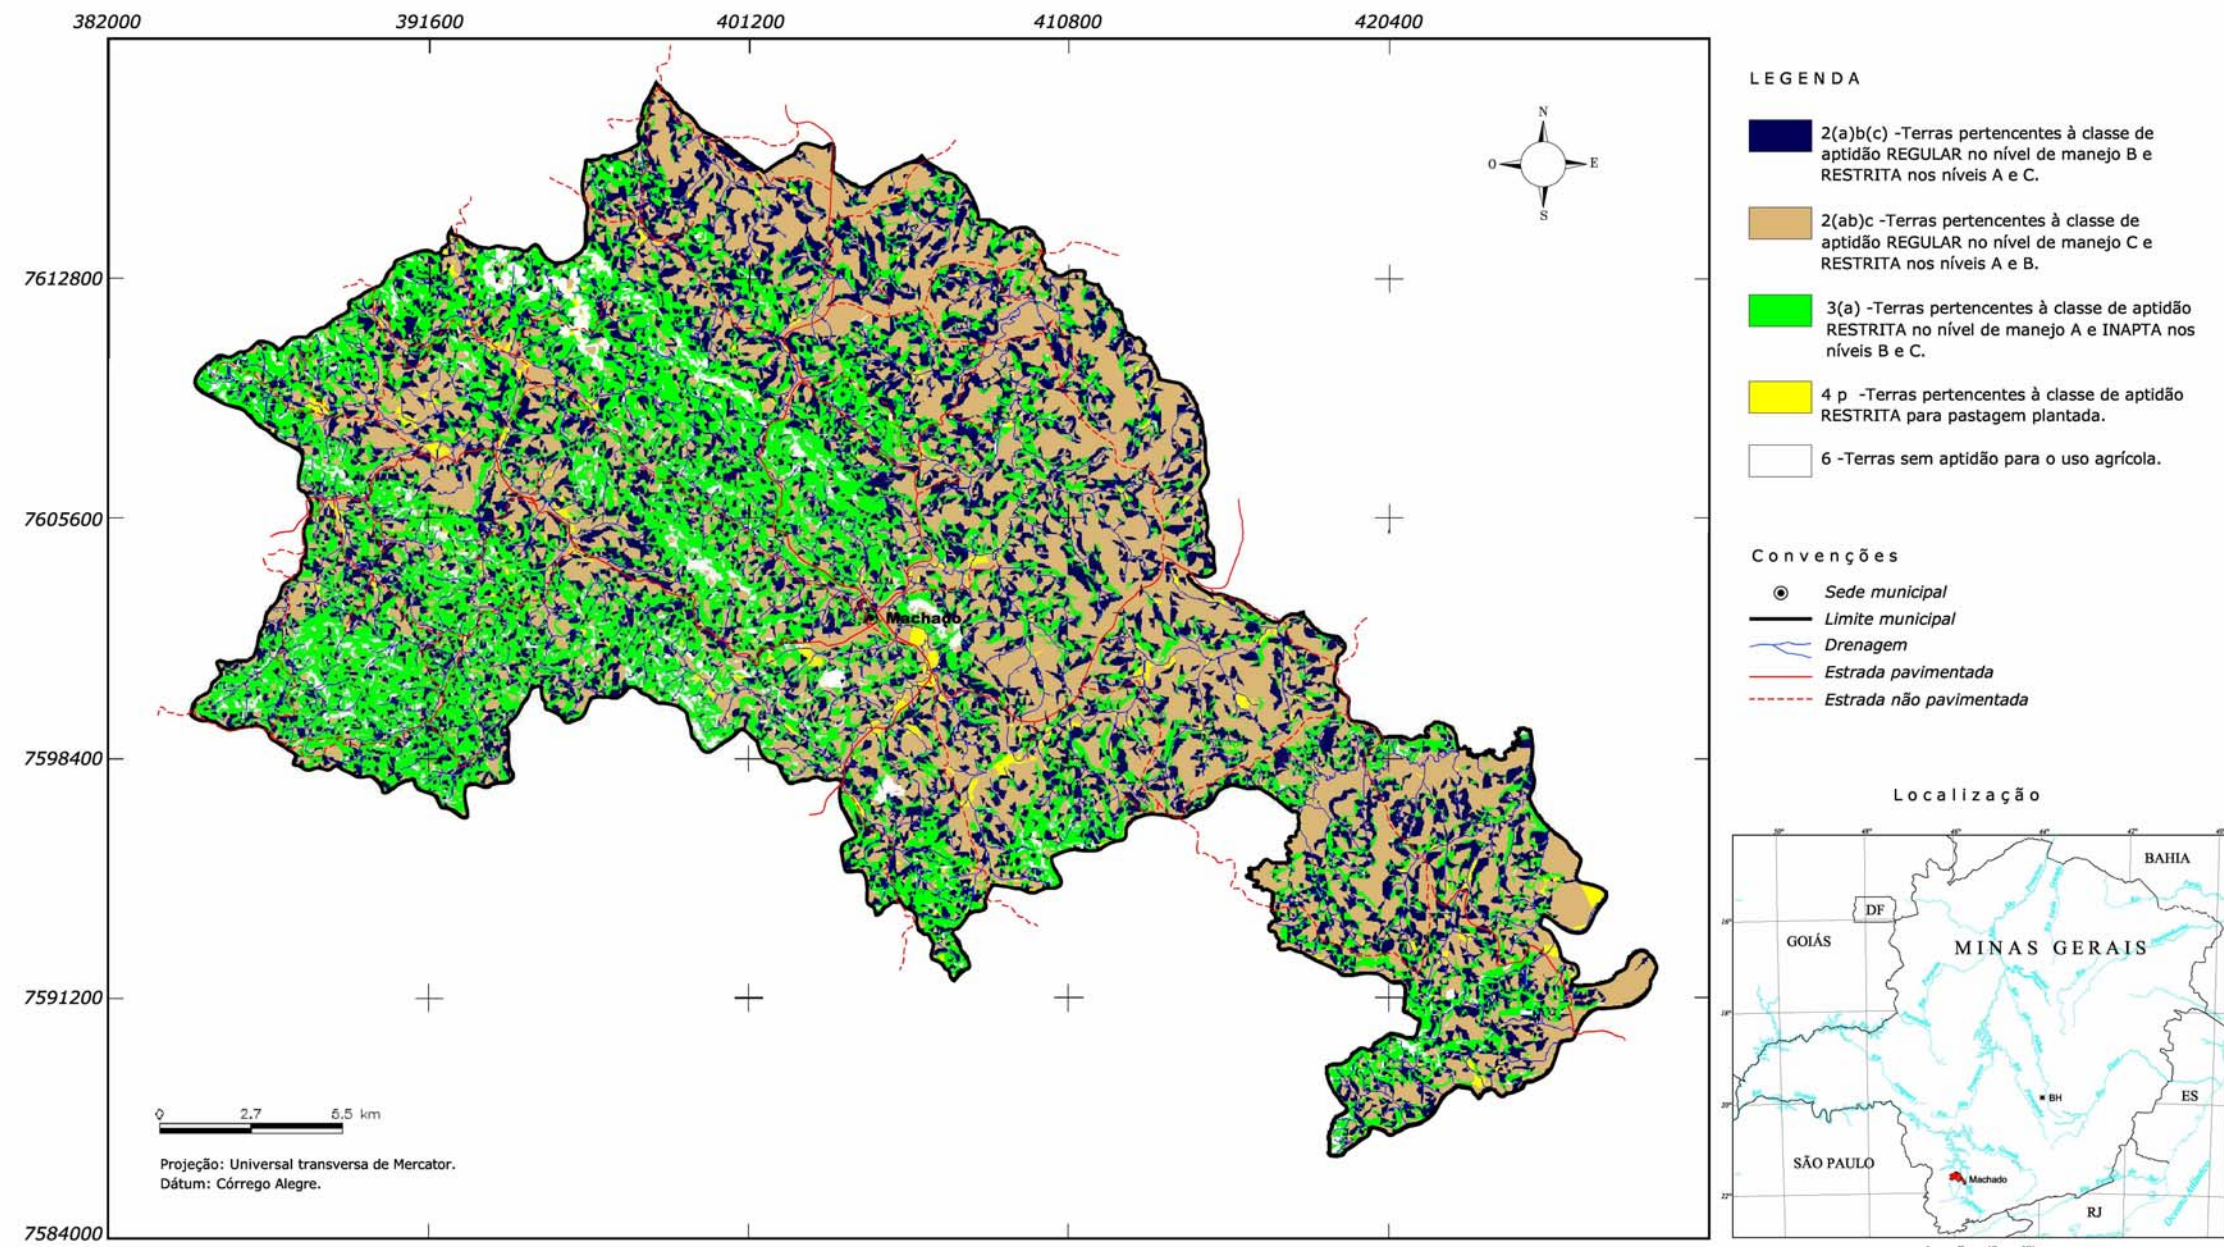 382000 391600 401200 410800 420400
7612800
7605600
7598400
7591200
7584000
N
O E
S
Machado
0 2.7 5.5 km
Projeção: Universal transversa de Mercator.
Dátum: Córrego Alegre.
LEGENDA
2(a)b(c) -Terras pertencentes à classe de
aptidão REGULAR no nível de manejo B e
RESTRITA nos níveis A e C.
2(ab)c -Terras pertencentes à classe de
aptidão REGULAR no nível de manejo C e
RESTRITA nos níveis A e B.
3(a) -Terras pertencentes à classe de aptidão
RESTRITA no nível de manejo A e INAPTA nos
níveis B e C.
4 p -Terras pertencentes à classe de aptidão
RESTRITA para pastagem plantada.
6 -Terras sem aptidão para o uso agrícola.
Convenções
Sede municipal
Limite municipal
Drenagem
Estrada pavimentada
Estrada não pavimentada
Localização
BAHIA
DF
GOIÁS
MINAS GERAIS
BH
ES
SÃO PAULO
Machado
RJ